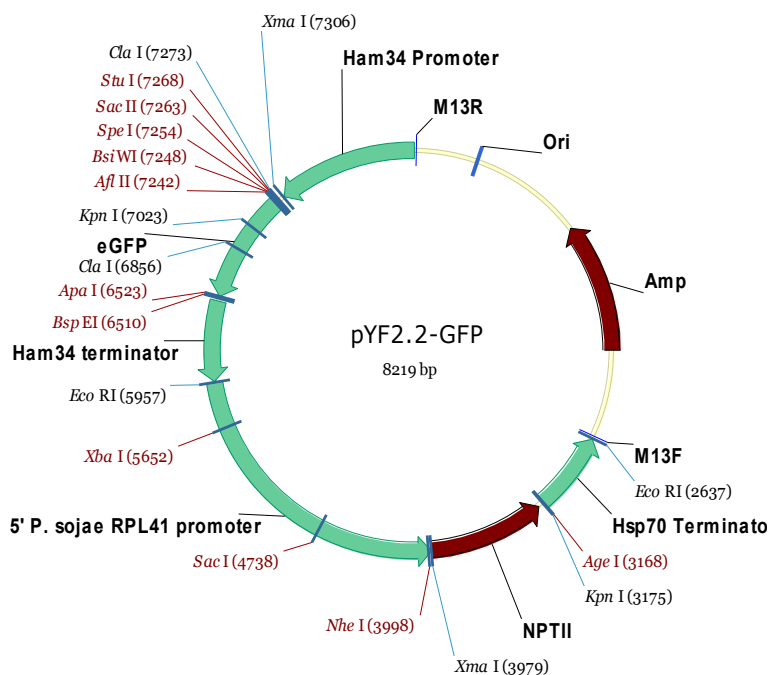 Xma I (7306)
Cla I (7273)
Ham34 Promoter
Stu I (7268)
M13R
Sac II (7263)
Ori
Spe I (7254)
BsiWI (7248)
Afl II (7242)
Kpn I (7023)
eGFP
Cla I (6856)
Amp
Apa I (6523)
Bsp EI (6510)
pYF2.2-GFP
Ham34 terminator
8219 bp
Eco RI (5957)
Xba I (5652)
M13F
Eco RI (2637)
5' P. sojae RPL41 promoter
Hsp70 Terminato
Sac I (4738)
Age I (3168)
Kpn I (3175)
Nhe I (3998)
NPTII
Xma I (3979)